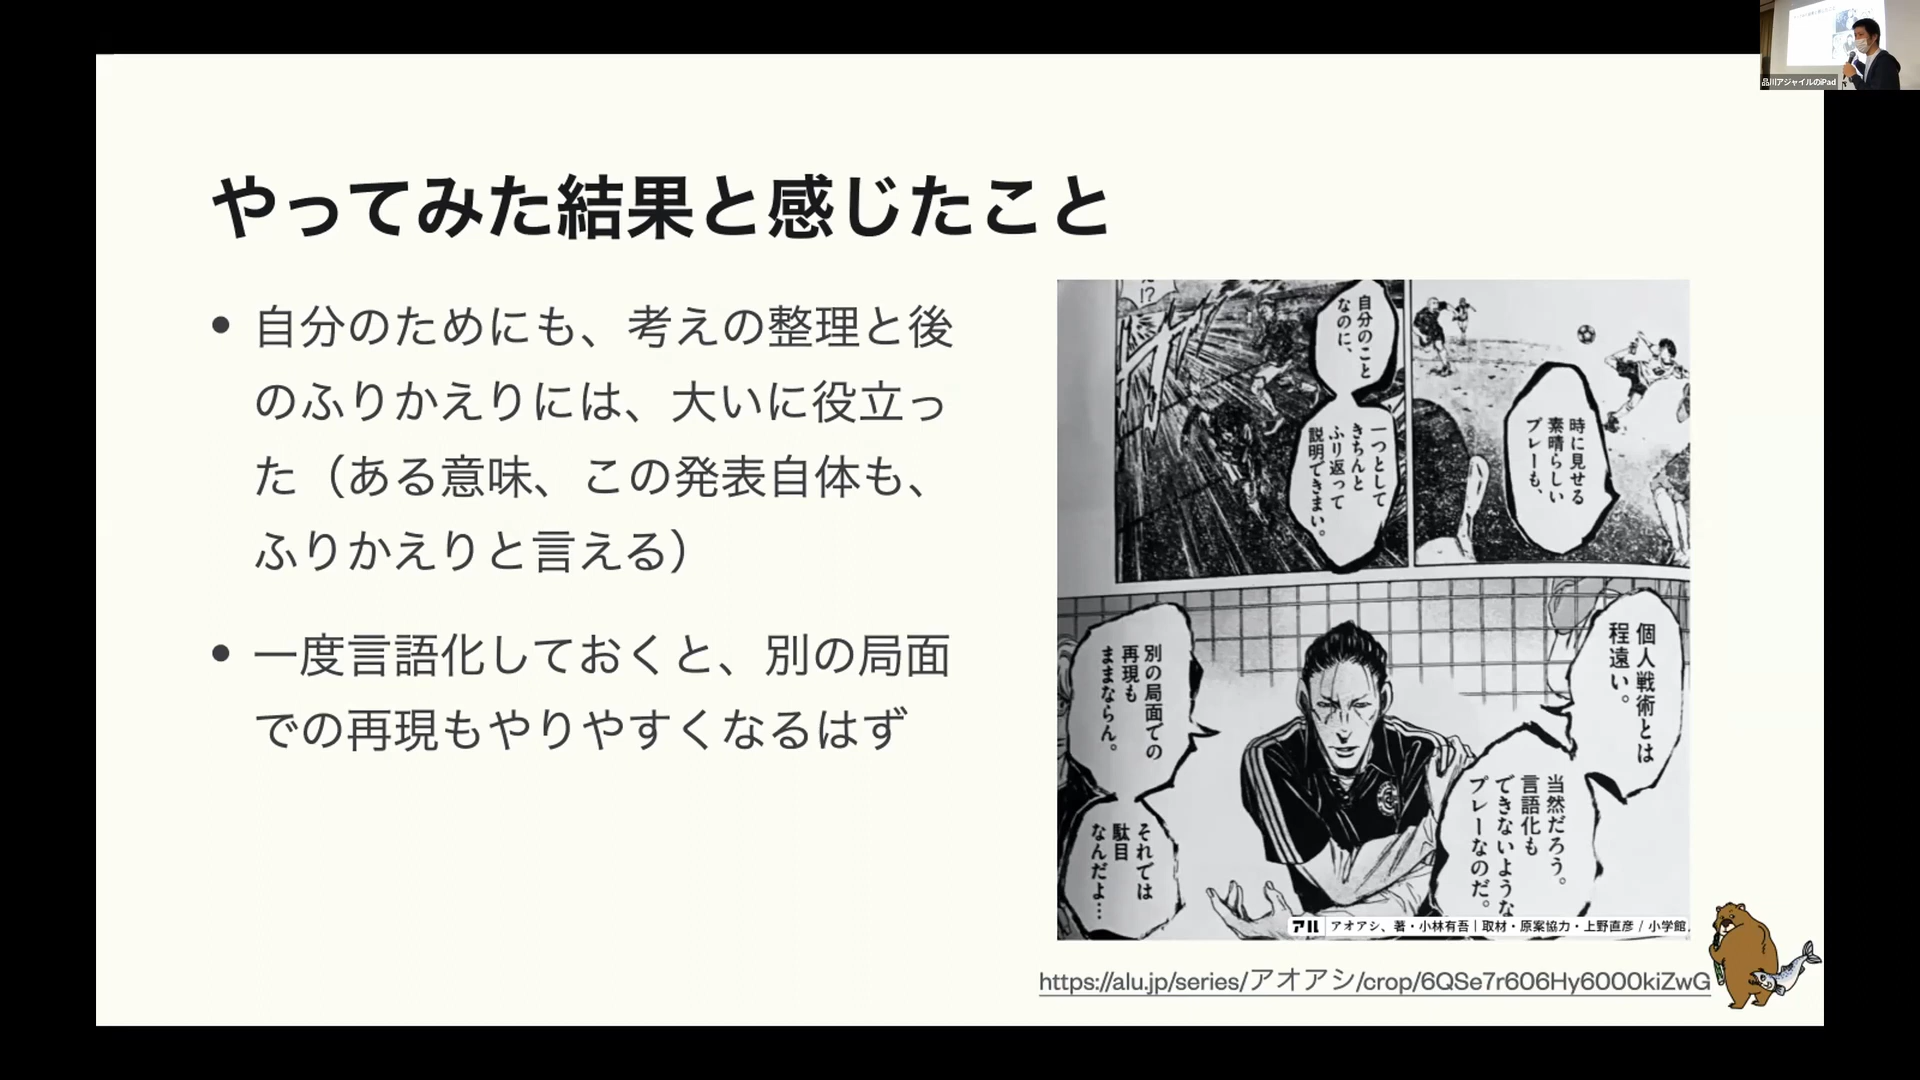 品川アジャイルのiPad
やってみた結果と感じたこと
• 自分のためにも、考えの整理と後
のふりかえりには、大いに役立っ
た（ある意味、この発表自体も、
ふりかえりと言える）
• 一度言語化しておくと、別の局面
での再現もやりやすくなるはず
時に見せる
素晴らしい
プレーも、
自分のこと
なのに、
一つとして
きちんと
ふり返って
説明できまい。
!?
個人戦術とは
程遠い。
当然だろう。
言語化も
できないような
プレーなのだ。
別の局面での
再現も
ままならん。
それでは
駄目
なんだよ…
アル アオアシ、著・小林有吾 | 取材・原案協力・上野直彦 / 小学館
https://alu.jp/series/アオアシ/crop/6QSe7r606Hy6000kiZwG